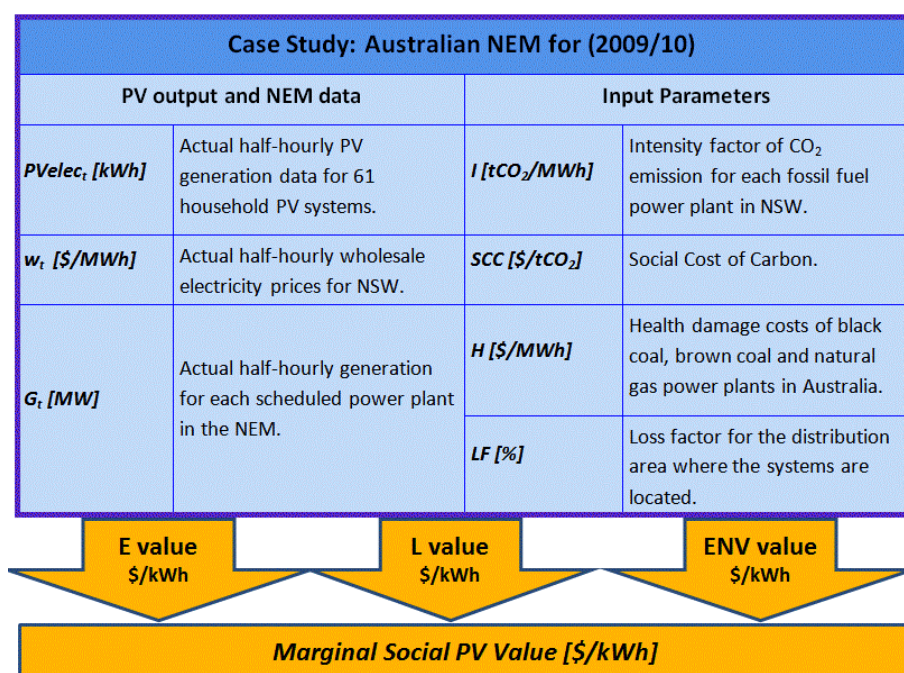 Case Study: Australian NEM for (2009/10)
PV output and NEM data
Input Parameters
PVelecₜ [kWh]
Actual half-hourly PV
generation data for 61
household PV systems.
I [tCO₂/MWh]
Intensity factor of CO₂
emission for each fossil fuel
power plant in NSW.
wₜ [$/MWh]
Actual half-hourly wholesale
electricity prices for NSW.
SCC [$/tCO₂]
Social Cost of Carbon.
Gₜ [MW]
Actual half-hourly generation
for each scheduled power plant
in the NEM.
H [$/MWh]
Health damage costs of black
coal, brown coal and natural
gas power plants in Australia.
LF [%]
Loss factor for the distribution
area where the systems are
located.
E value
$/kWh
L value
$/kWh
ENV value
$/kWh
Marginal Social PV Value [$/kWh]